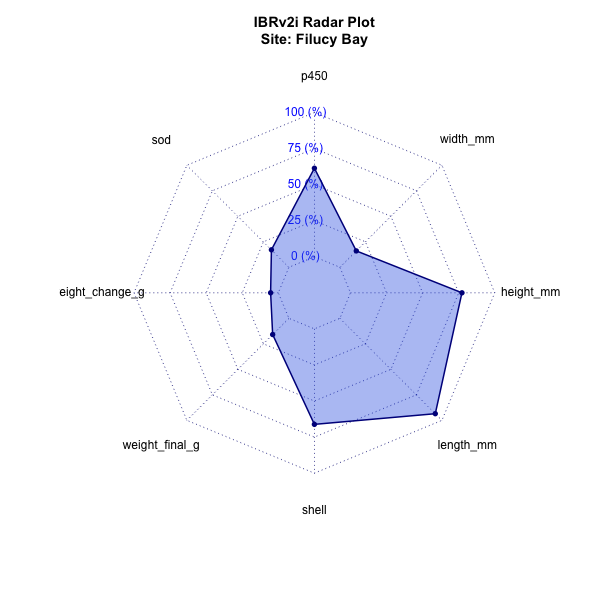 IBRv2i Radar Plot
Site: Filucy Bay
p450
100 (%)
sod
width_mm
75 (%)
50 (%)
25 (%)
0 (%)
eight_change_g
height_mm
weight_final_g
length_mm
shell